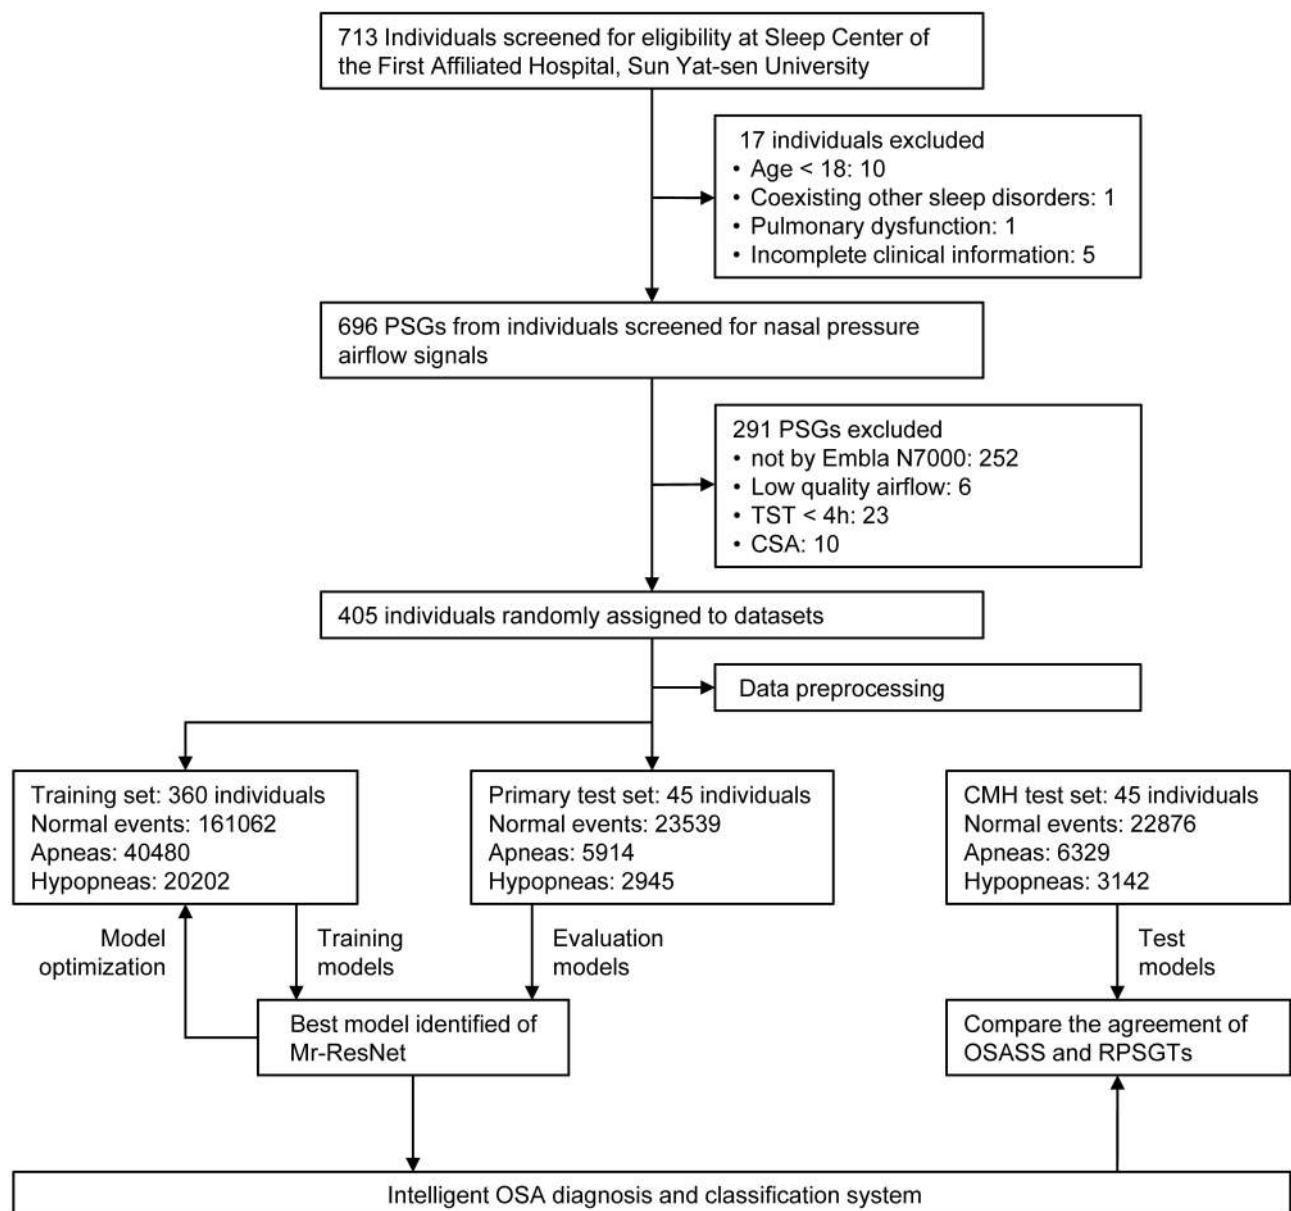 713 Individuals screened for eligibility at Sleep Center of
the First Affiliated Hospital, Sun Yat-sen University
17 individuals excluded
• Age < 18: 10
• Coexisting other sleep disorders: 1
• Pulmonary dysfunction: 1
• Incomplete clinical information: 5
696 PSGs from individuals screened for nasal pressure
airflow signals
291 PSGs excluded
• not by Embla N7000: 252
• Low quality airflow: 6
• TST < 4h: 23
• CSA: 10
405 individuals randomly assigned to datasets
Data preprocessing
Training set: 360 individuals
Normal events: 161062
Apneas: 40480
Hypopneas: 20202
Primary test set: 45 individuals
Normal events: 23539
Apneas: 5914
Hypopneas: 2945
CMH test set: 45 individuals
Normal events: 22876
Apneas: 6329
Hypopneas: 3142
Model
optimization
Training
models
Evaluation
models
Test
models
Best model identified of
Mr-ResNet
Compare the agreement of
OSASS and RPSGTs
Intelligent OSA diagnosis and classification system